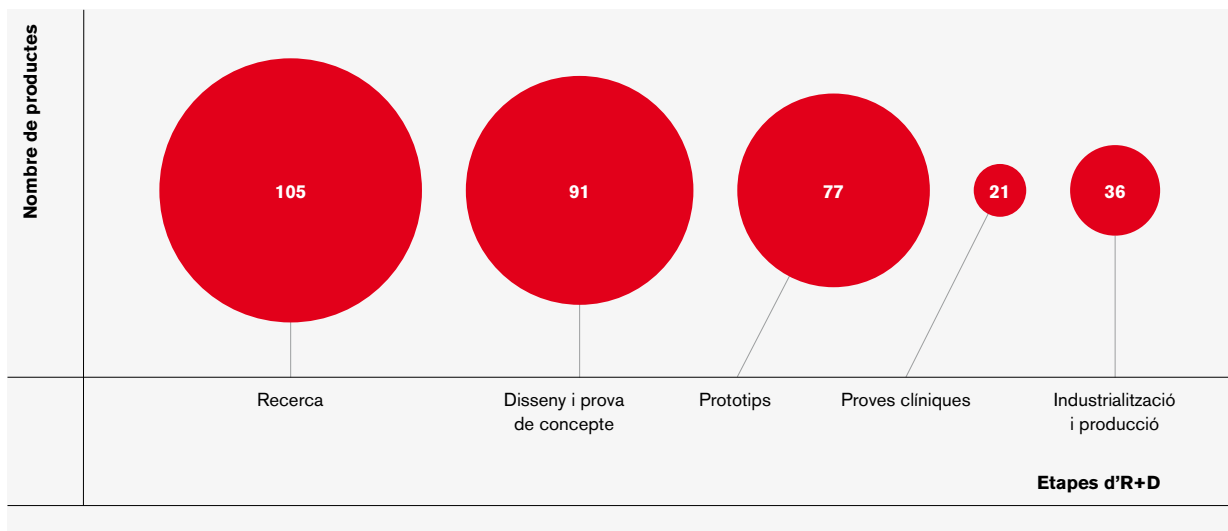 Nombre de productes
105
91
77
21
36
Recerca
Disseny i prova
de concepte
Prototips
Proves clíniques
Industrialització
i producció
Etapes d’R+D